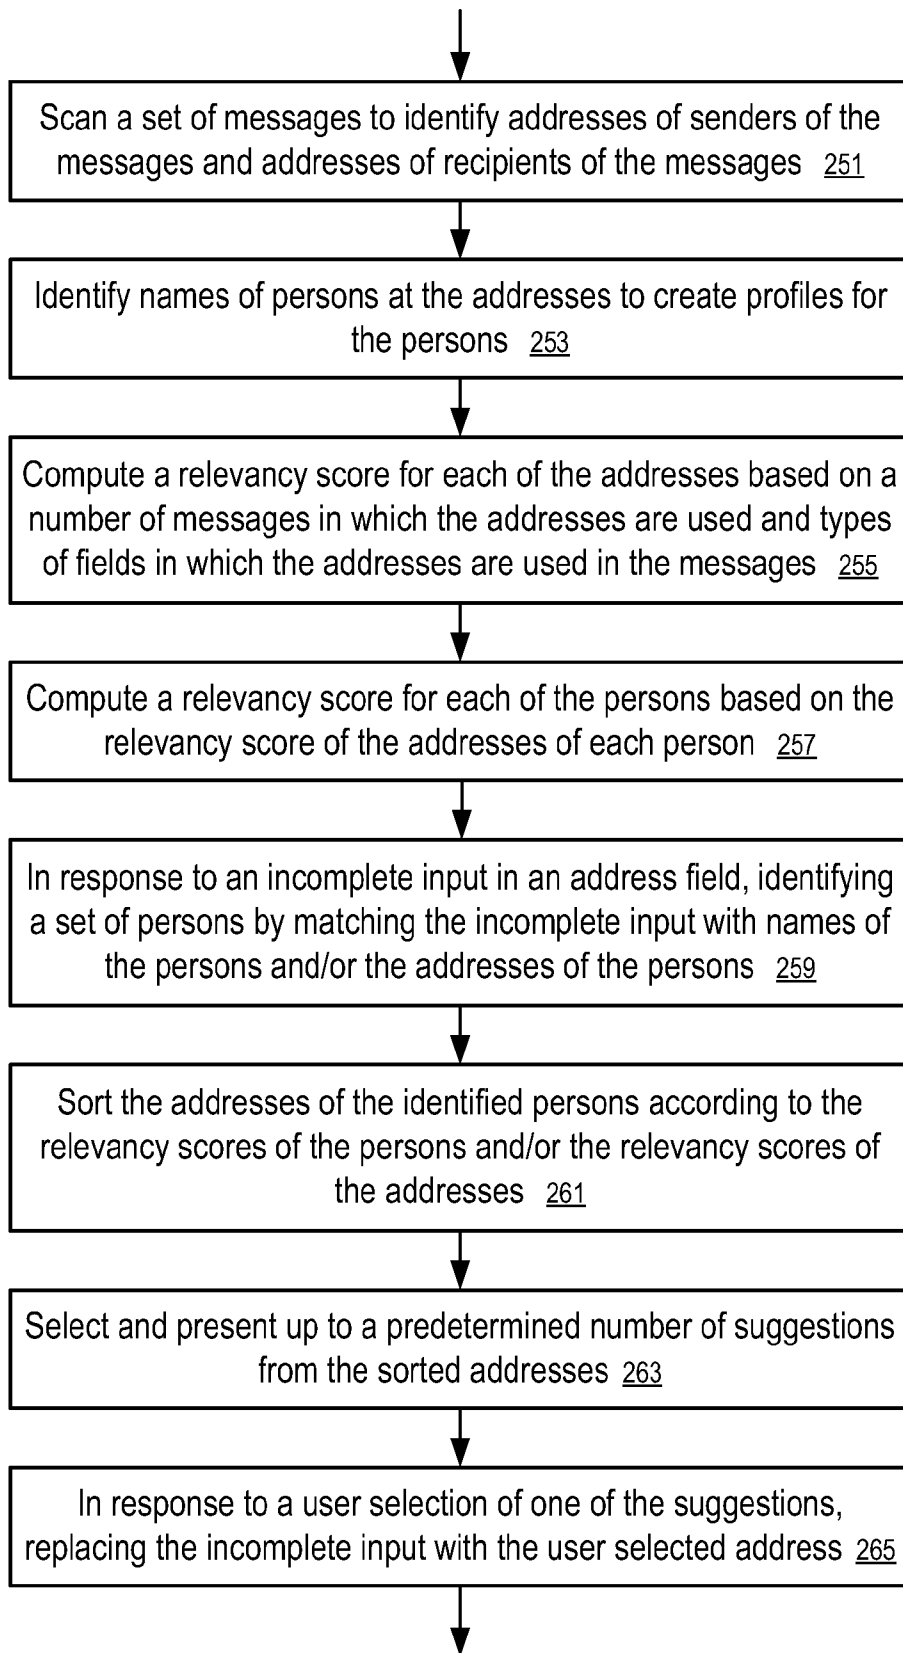 Scan a set of messages to identify addresses of senders of the
messages and addresses of recipients of the messages 251
Identify names of persons at the addresses to create profiles for
the persons 253
Compute a relevancy score for each of the addresses based on a
number of messages in which the addresses are used and types
of fields in which the addresses are used in the messages 255
Compute a relevancy score for each of the persons based on the
relevancy score of the addresses of each person 257
In response to an incomplete input in an address field, identifying
a set of persons by matching the incomplete input with names of
the persons and/or the addresses of the persons 259
Sort the addresses of the identified persons according to the
relevancy scores of the persons and/or the relevancy scores of
the addresses 261
Select and present up to a predetermined number of suggestions
from the sorted addresses 263
In response to a user selection of one of the suggestions,
replacing the incomplete input with the user selected address 265